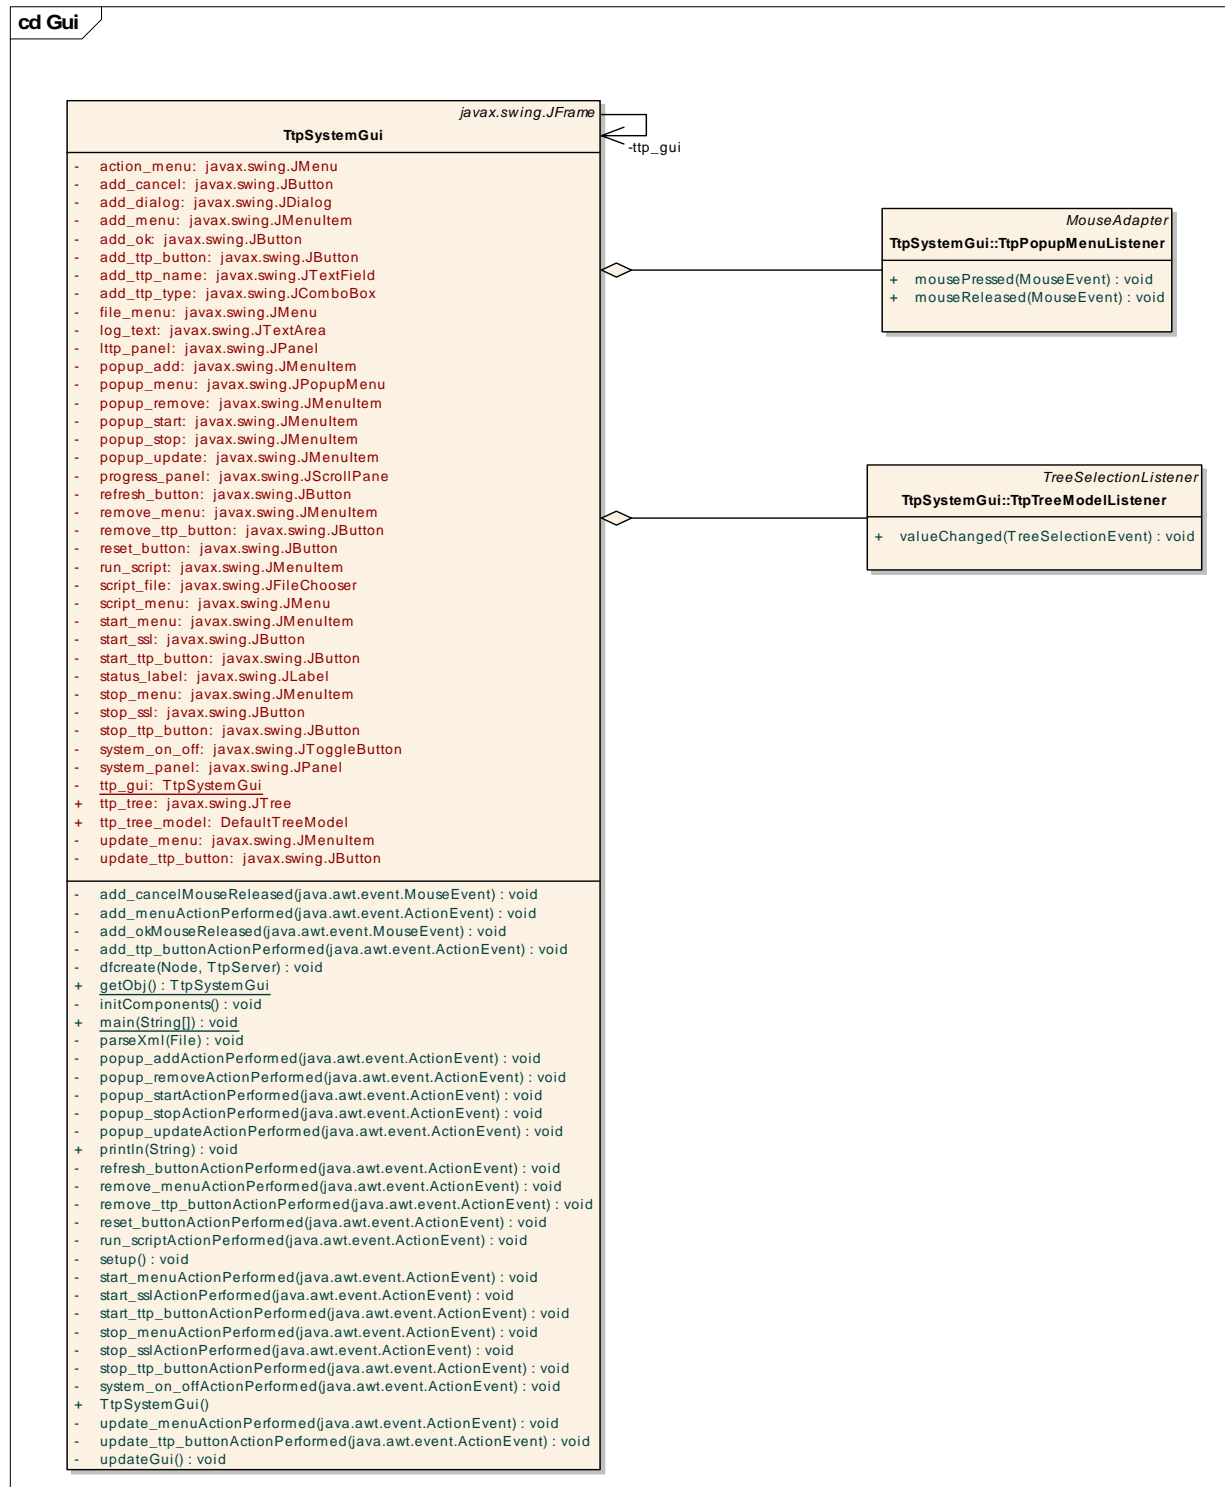 cd Gui
javax.swing.JFrame
TtpSystemGui
-ttp_gui
- action_menu: javax.swing.JMenu
- add_cancel: javax.swing.JButton
- add_dialog: javax.swing.JDialog
- add_menu: javax.swing.JMenuItem
- add_ok: javax.swing.JButton
- add_ttp_button: javax.swing.JButton
- add_ttp_name: javax.swing.JTextField
- add_ttp_type: javax.swing.JComboBox
- file_menu: javax.swing.JMenu
- log_text: javax.swing.JTextArea
- lttp_panel: javax.swing.JPanel
- popup_add: javax.swing.JMenuItem
- popup_menu: javax.swing.JPopupMenu
- popup_remove: javax.swing.JMenuItem
- popup_start: javax.swing.JMenuItem
- popup_stop: javax.swing.JMenuItem
- popup_update: javax.swing.JMenuItem
- progress_panel: javax.swing.JScrollPane
- refresh_button: javax.swing.JButton
- remove_menu: javax.swing.JMenuItem
- remove_ttp_button: javax.swing.JButton
- reset_button: javax.swing.JButton
- run_script: javax.swing.JMenuItem
- script_file: javax.swing.JFileChooser
- script_menu: javax.swing.JMenu
- start_menu: javax.swing.JMenuItem
- start_ssl: javax.swing.JButton
- start_ttp_button: javax.swing.JButton
- status_label: javax.swing.JLabel
- stop_menu: javax.swing.JMenuItem
- stop_ssl: javax.swing.JButton
- stop_ttp_button: javax.swing.JButton
- system_on_off: javax.swing.JToggleButton
- system_panel: javax.swing.JPanel
- ttp_gui: TtpSystemGui
+ ttp_tree: javax.swing.JTree
+ ttp_tree_model: DefaultTreeModel
- update_menu: javax.swing.JMenuItem
- update_ttp_button: javax.swing.JButton
- add_cancelMouseReleased(java.awt.event.MouseEvent) : void
- add_menuActionPerformed(java.awt.event.ActionEvent) : void
- add_okMouseReleased(java.awt.event.MouseEvent) : void
- add_ttp_buttonActionPerformed(java.awt.event.ActionEvent) : void
- dfcreate(Node, TtpServer) : void
+ getObj() : TtpSystemGui
- initComponents() : void
+ main(String[]) : void
- parseXml(File) : void
- popup_addActionPerformed(java.awt.event.ActionEvent) : void
- popup_removeActionPerformed(java.awt.event.ActionEvent) : void
- popup_startActionPerformed(java.awt.event.ActionEvent) : void
- popup_stopActionPerformed(java.awt.event.ActionEvent) : void
- popup_updateActionPerformed(java.awt.event.ActionEvent) : void
+ println(String) : void
- refresh_buttonActionPerformed(java.awt.event.ActionEvent) : void
- remove_menuActionPerformed(java.awt.event.ActionEvent) : void
- remove_ttp_buttonActionPerformed(java.awt.event.ActionEvent) : void
- reset_buttonActionPerformed(java.awt.event.ActionEvent) : void
- run_scriptActionPerformed(java.awt.event.ActionEvent) : void
- setup() : void
- start_menuActionPerformed(java.awt.event.ActionEvent) : void
- start_sslActionPerformed(java.awt.event.ActionEvent) : void
- start_ttp_buttonActionPerformed(java.awt.event.ActionEvent) : void
- stop_menuActionPerformed(java.awt.event.ActionEvent) : void
- stop_sslActionPerformed(java.awt.event.ActionEvent) : void
- stop_ttp_buttonActionPerformed(java.awt.event.ActionEvent) : void
- system_on_offActionPerformed(java.awt.event.ActionEvent) : void
+ TtpSystemGui()
- update_menuActionPerformed(java.awt.event.ActionEvent) : void
- update_ttp_buttonActionPerformed(java.awt.event.ActionEvent) : void
- updateGui() : void
MouseAdapter
TtpSystemGui::TtpPopupMenuListener
+ mousePressed(MouseEvent) : void
+ mouseReleased(MouseEvent) : void
TreeSelectionListener
TtpSystemGui::TtpTreeModelListener
+ valueChanged(TreeSelectionEvent) : void